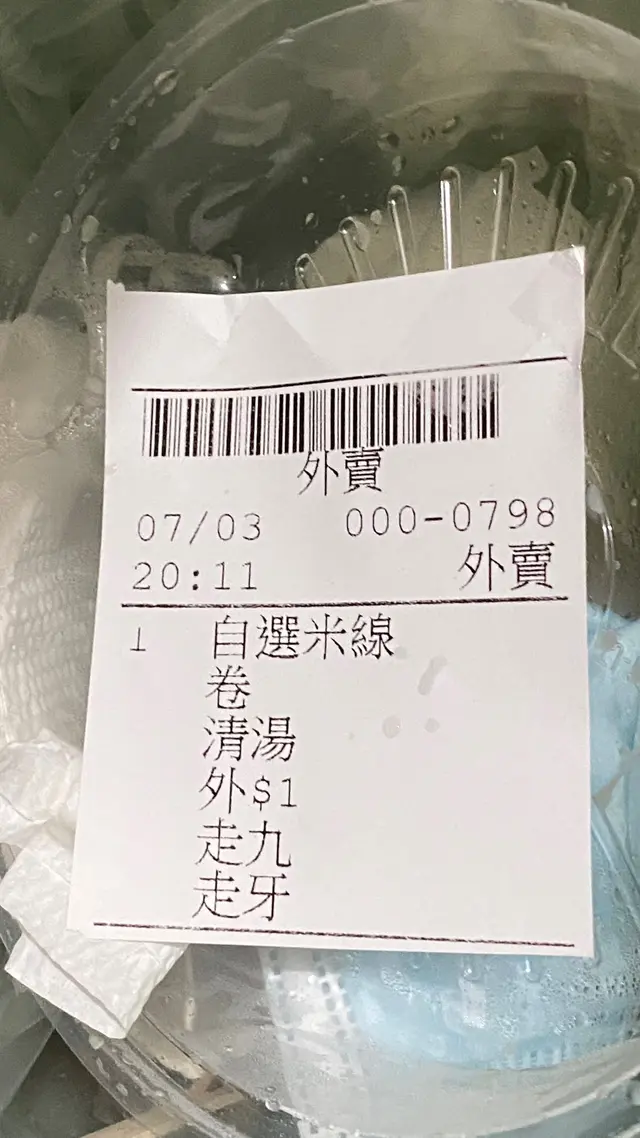 外賣
07/03 000-0798
20:11 外賣
1 自選米線
卷
清湯
外$1
走九
走牙